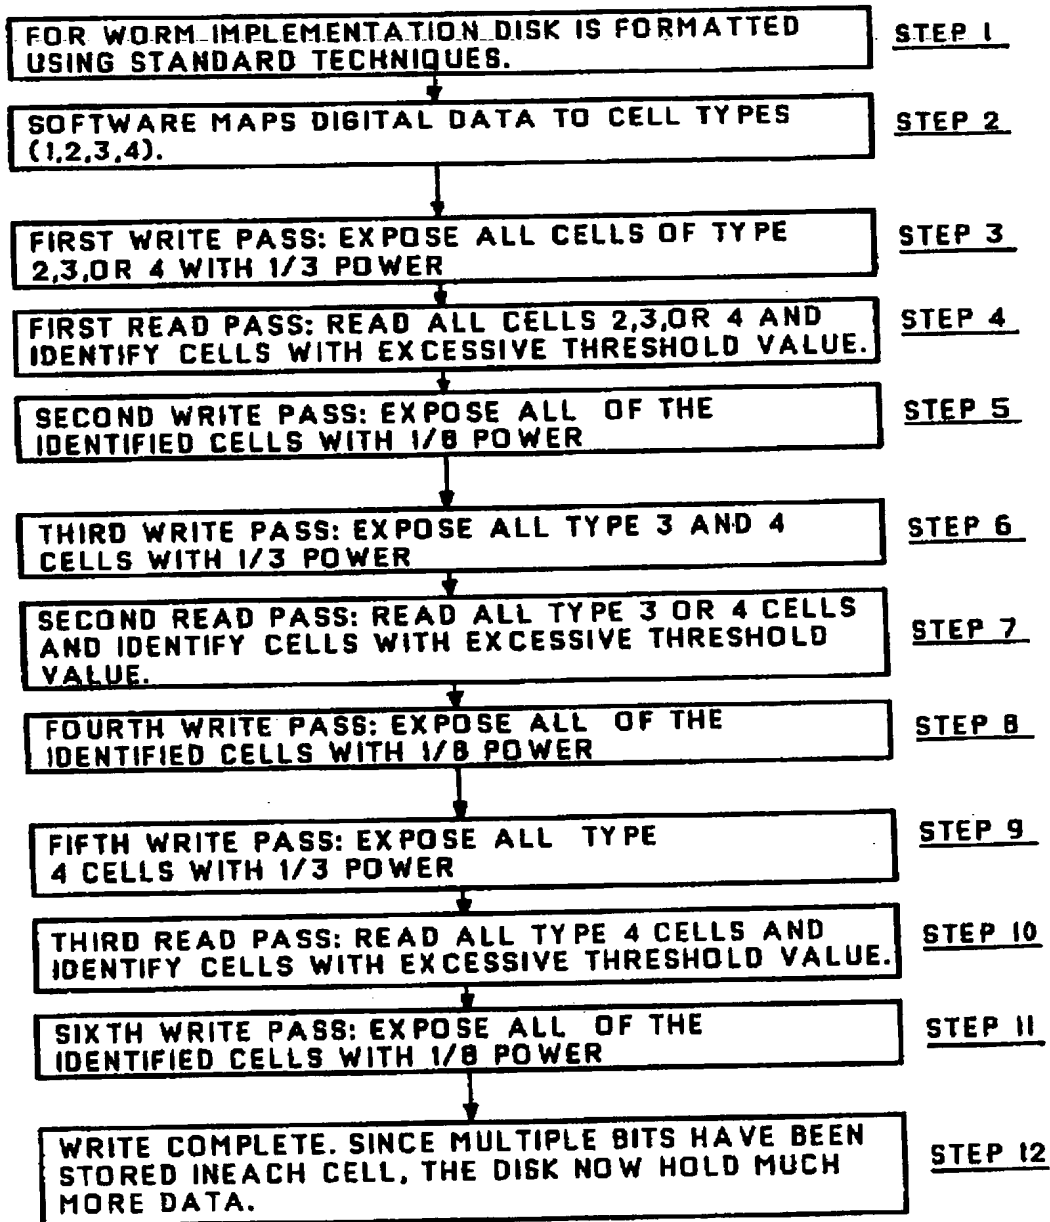 FOR WORM IMPLEMENTATION DISK IS FORMATTED
USING STANDARD TECHNIQUES.
STEP 1
SOFTWARE MAPS DIGITAL DATA TO CELL TYPES
(1,2,3,4).
STEP 2
FIRST WRITE PASS: EXPOSE ALL CELLS OF TYPE
2,3,OR 4 WITH 1/3 POWER
STEP 3
FIRST READ PASS: READ ALL CELLS 2,3,OR 4 AND
IDENTIFY CELLS WITH EXCESSIVE THRESHOLD VALUE.
STEP 4
SECOND WRITE PASS: EXPOSE ALL OF THE
IDENTIFIED CELLS WITH 1/8 POWER
STEP 5
THIRD WRITE PASS: EXPOSE ALL TYPE 3 AND 4
CELLS WITH 1/3 POWER
STEP 6
SECOND READ PASS: READ ALL TYPE 3 OR 4 CELLS
AND IDENTIFY CELLS WITH EXCESSIVE THRESHOLD
VALUE.
STEP 7
FOURTH WRITE PASS: EXPOSE ALL OF THE
IDENTIFIED CELLS WITH 1/8 POWER
STEP 8
FIFTH WRITE PASS: EXPOSE ALL TYPE
4 CELLS WITH 1/3 POWER
STEP 9
THIRD READ PASS: READ ALL TYPE 4 CELLS AND
IDENTIFY CELLS WITH EXCESSIVE THRESHOLD VALUE.
STEP 10
SIXTH WRITE PASS: EXPOSE ALL OF THE
IDENTIFIED CELLS WITH 1/8 POWER
STEP 11
WRITE COMPLETE. SINCE MULTIPLE BITS HAVE BEEN
STORED INEACH CELL, THE DISK NOW HOLD MUCH
MORE DATA.
STEP 12